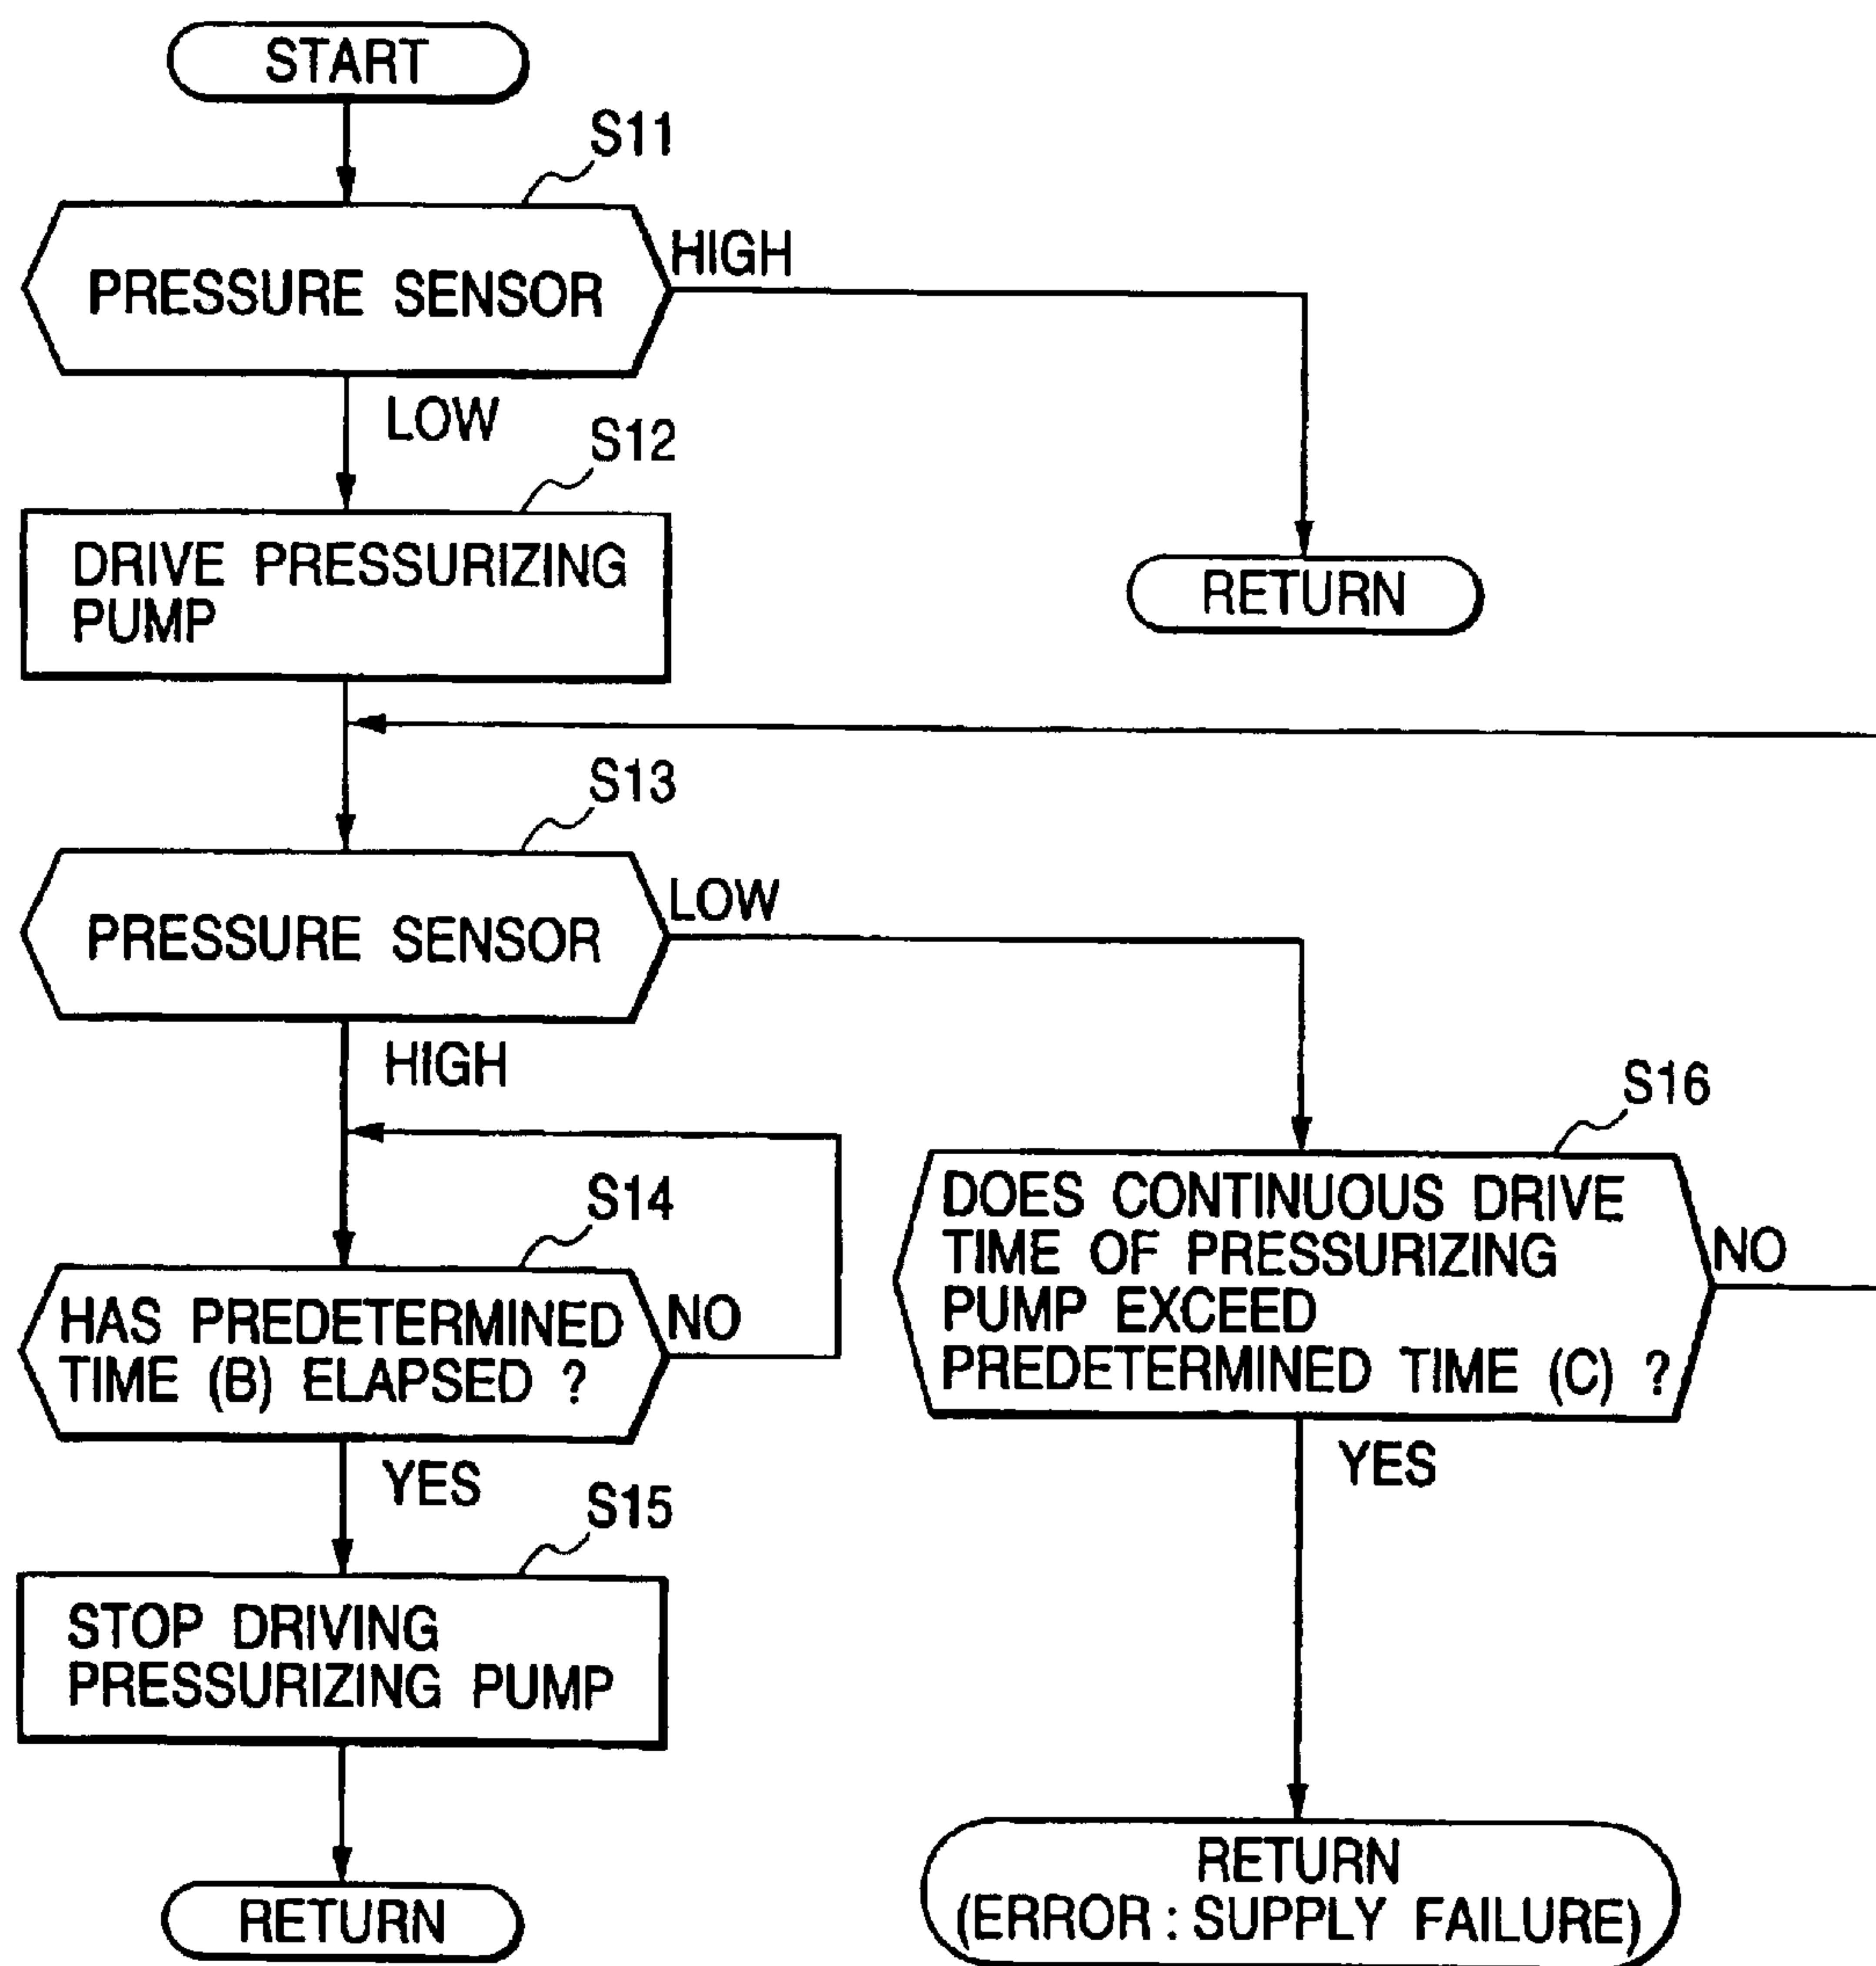 START
S11
PRESSURE SENSOR
HIGH
LOW
S12
DRIVE PRESSURIZING
PUMP
RETURN
S13
PRESSURE SENSOR
LOW
HIGH
S14
HAS PREDETERMINED
TIME (B) ELAPSED ?
NO
YES
S15
STOP DRIVING
PRESSURIZING PUMP
RETURN
S16
DOES CONTINUOUS DRIVE
TIME OF PRESSURIZING
PUMP EXCEED
PREDETERMINED TIME (C) ?
NO
YES
RETURN
(ERROR : SUPPLY FAILURE)